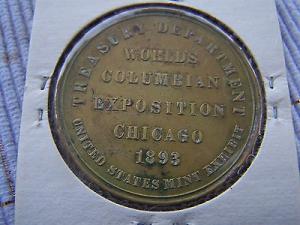 TREASURY DEPARTMENT
WORLDS
COLUMBIAN
EXPOSITION
CHICAGO
1893
UNITED STATES MINT EXHIBIT